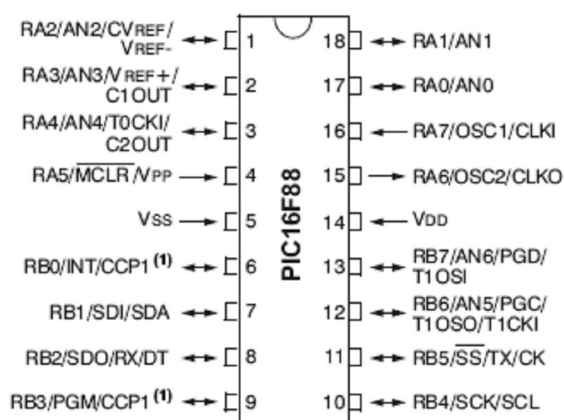 RA2/AN2/CVREF/
VREF-
1
18
RA1/AN1
RA3/AN3/VREF+/
C1OUT
2
17
RA0/AN0
RA4/AN4/T0CKI/
C2OUT
3
16
RA7/OSC1/CLKI
RA5/MCLR/VPP
4
15
RA6/OSC2/CLKO
VSS
5
14
VDD
RB0/INT/CCP1 (1)
6
13
RB7/AN6/PGD/
T1OSI
RB1/SDI/SDA
7
12
RB6/AN5/PGC/
T1OSO/T1CKI
RB2/SDO/RX/DT
8
11
RB5/SS/TX/CK
RB3/PGM/CCP1 (1)
9
10
RB4/SCK/SCL
PIC16F88